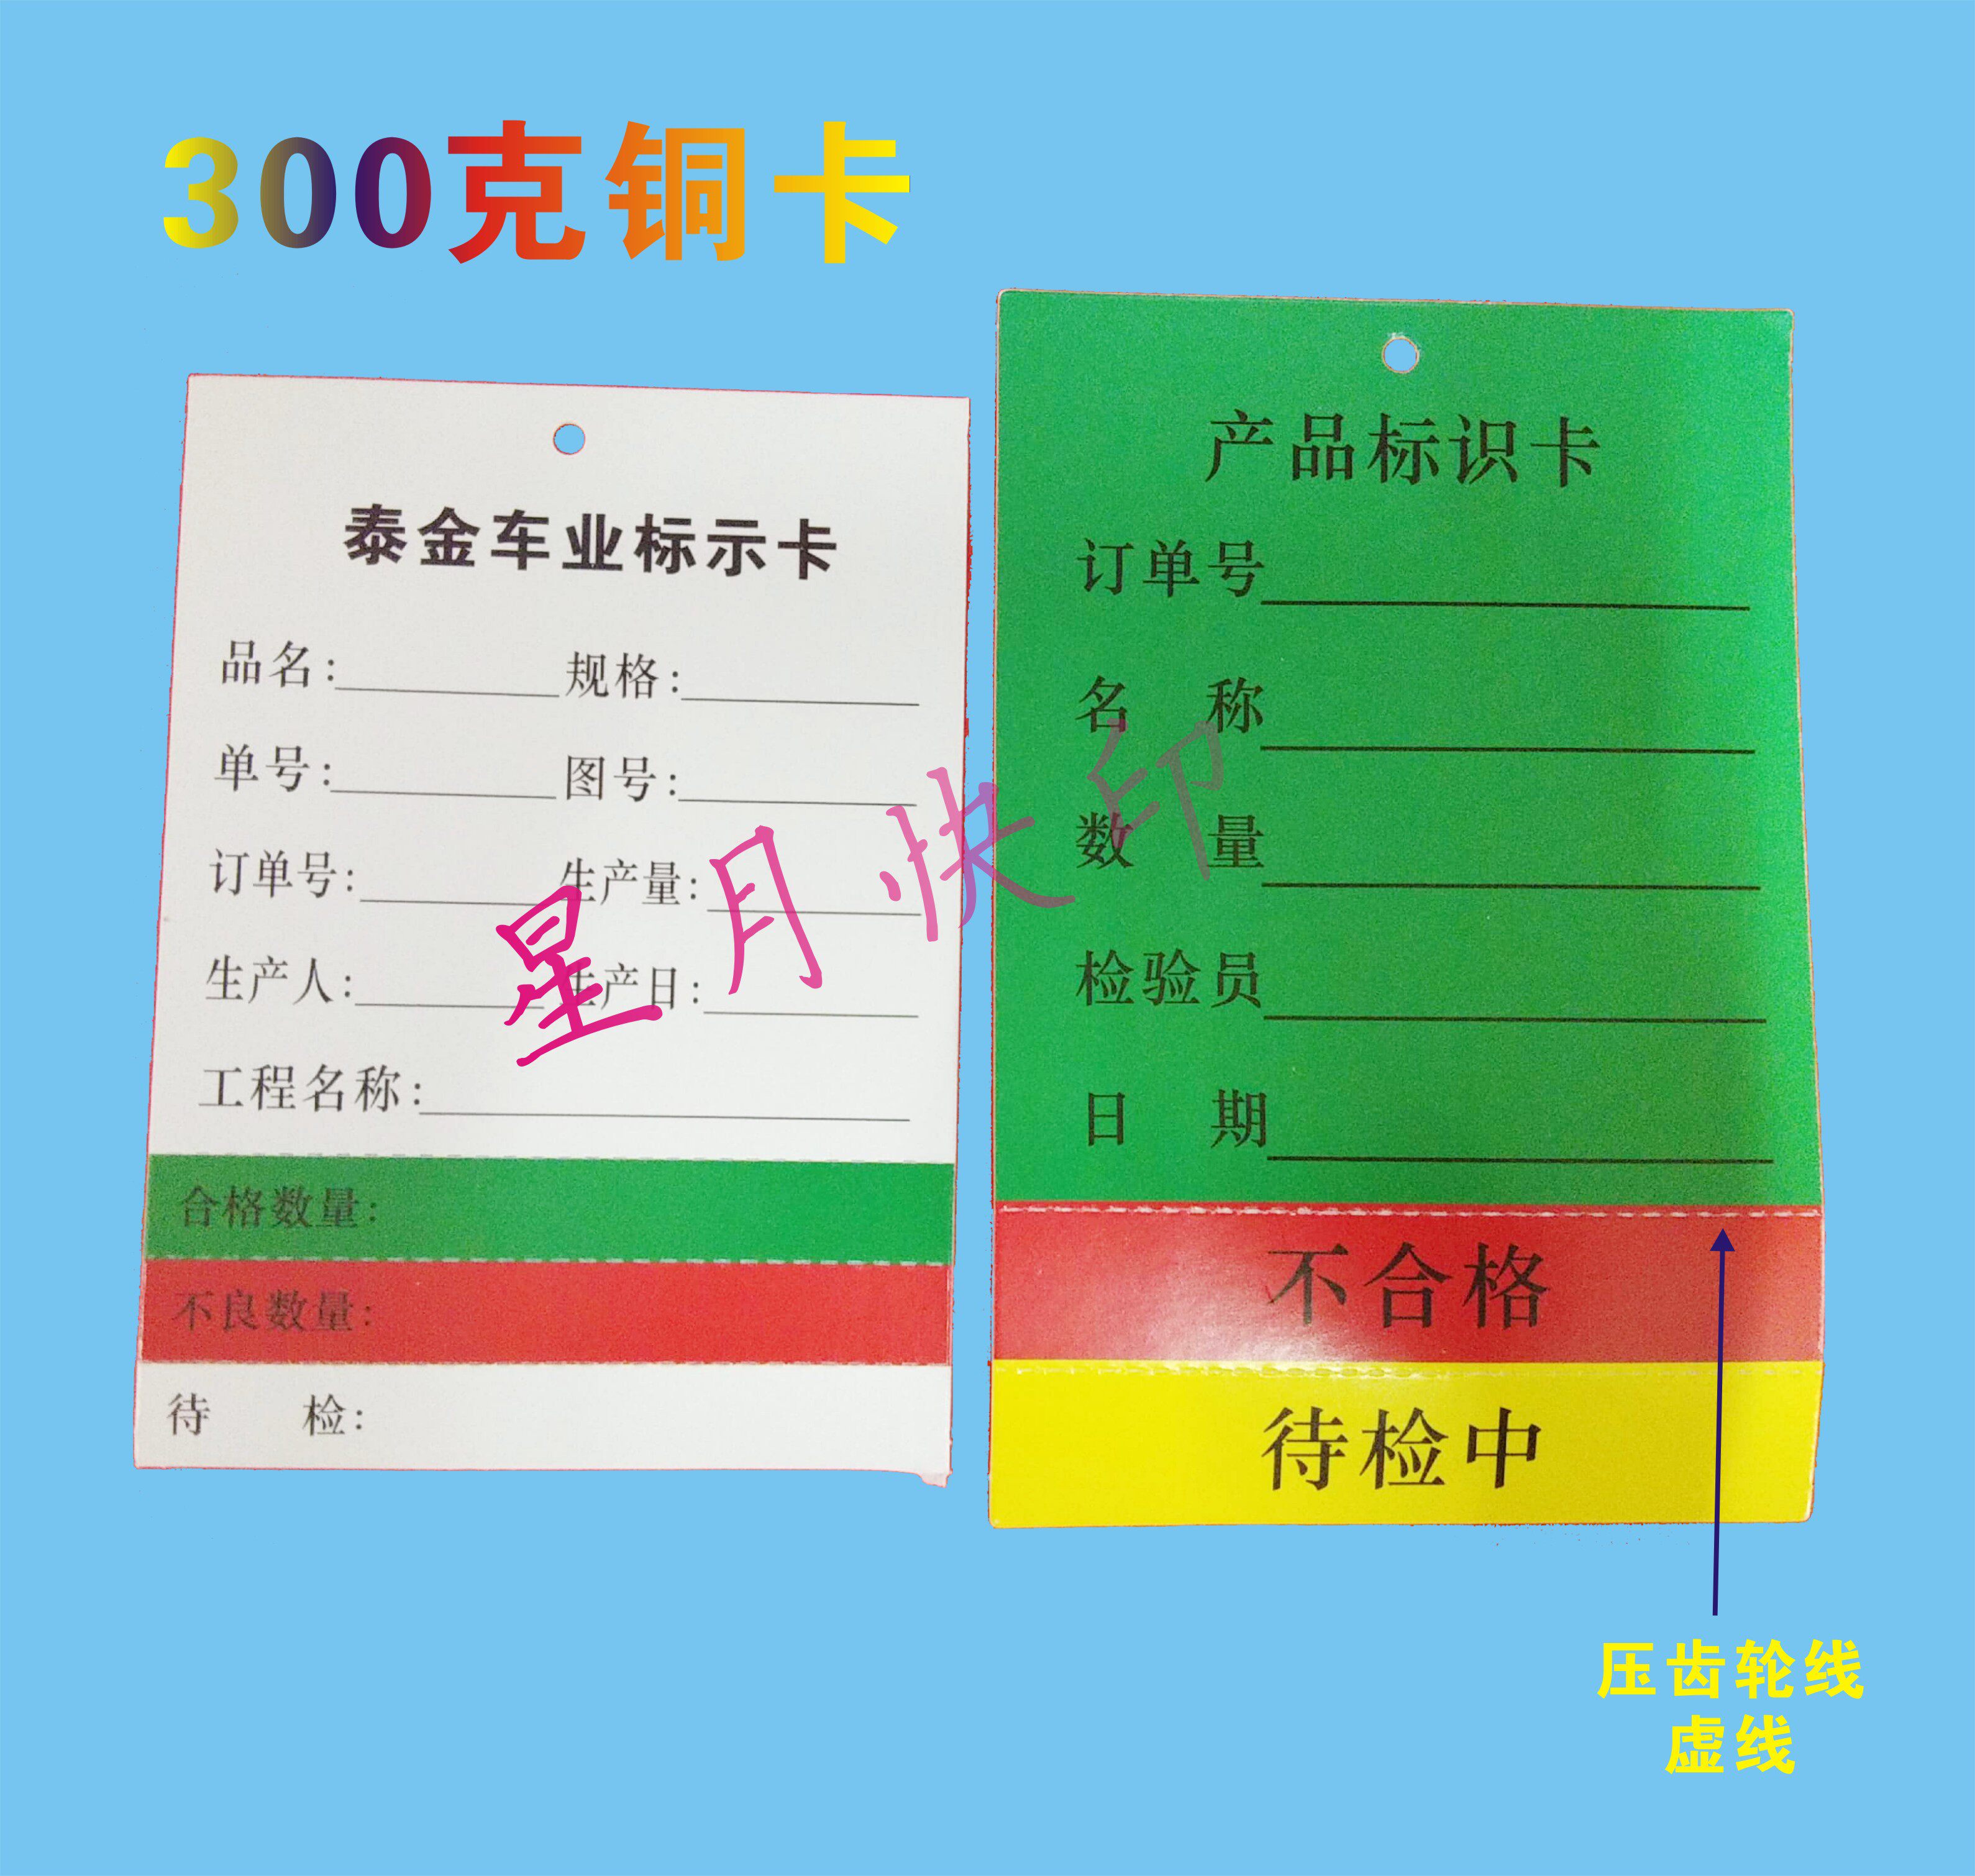 300克铜卡
泰金车业标示卡
品名: 规格:
单号: 图号:
订单号: 生产量:
生产人: 生产日:
工程名称:
合格数量:
不良数量:
待 检:
产品标识卡
订单号
名 称
数 量
检验员
日 期
不合格
待检中
星月快印
压齿轮线
虚线